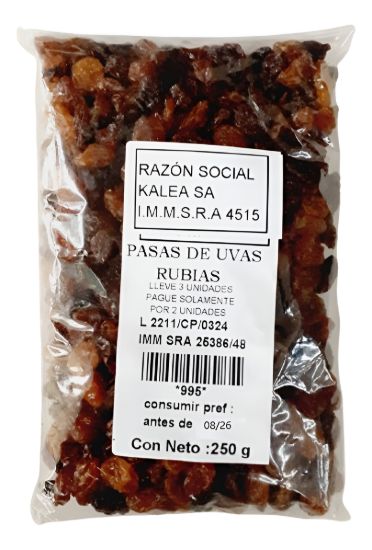 RAZÓN SOCIAL
KALEA SA
I.M.M.S.R.A 4515
PASAS DE UVAS
RUBIAS
LLEVE 3 UNIDADES
PAGUE SOLAMENTE
POR 2 UNIDADES
L 2211/CP/0324
IMM SRA 25386/48
*995*
consumir pref :
antes de 08/26
Con Neto :250 g